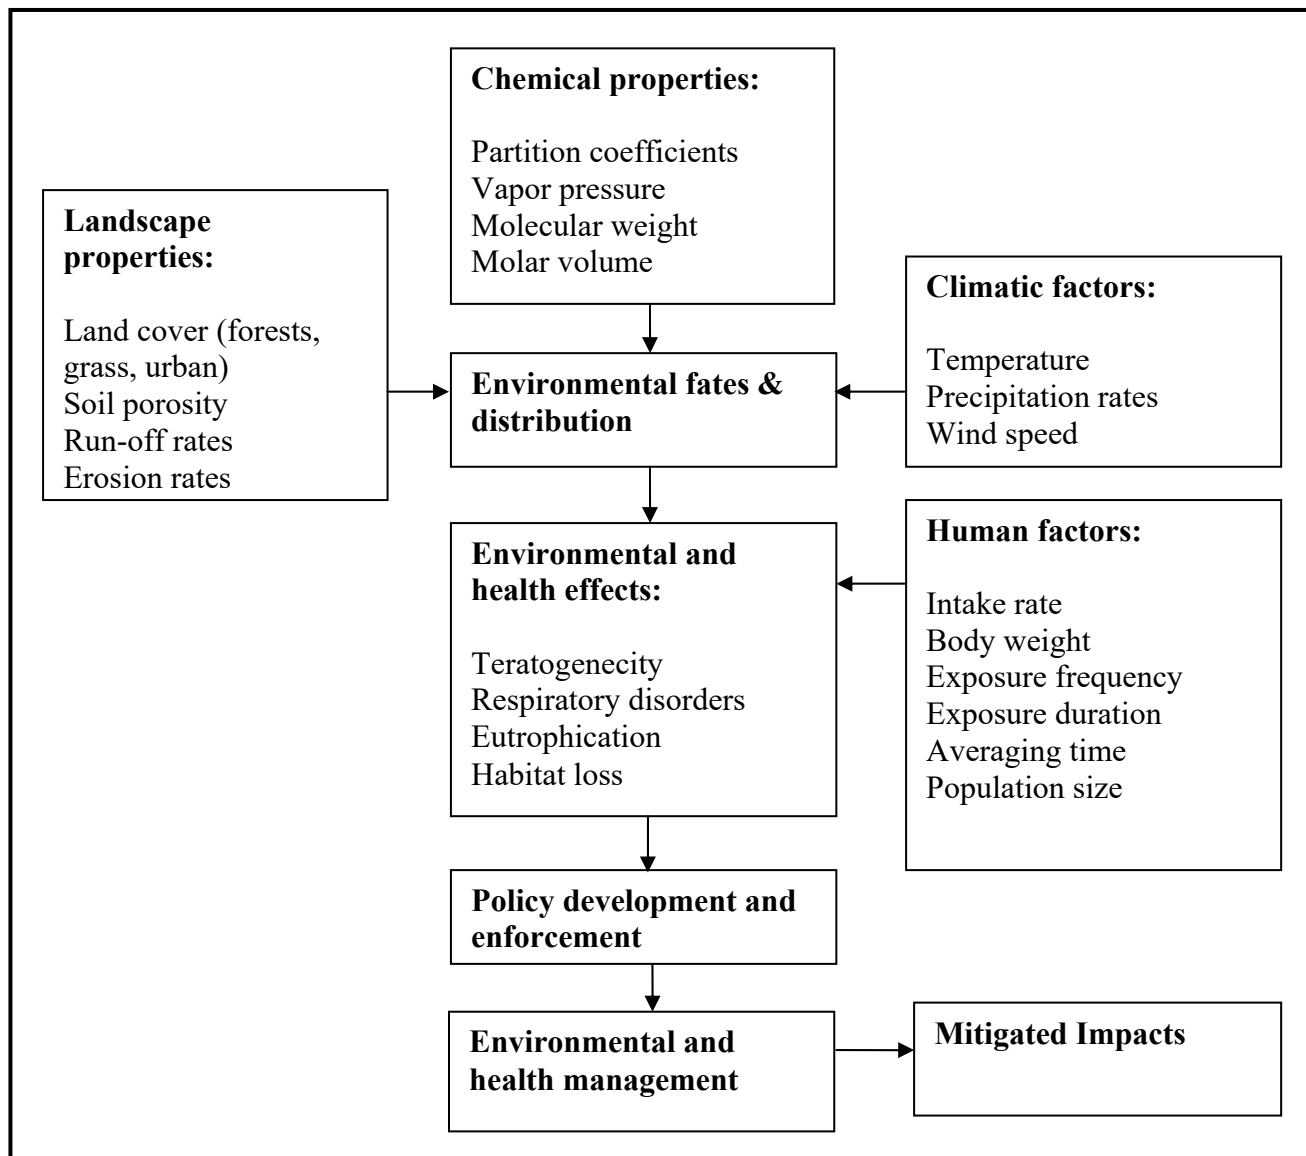 Chemical properties:
Partition coefficients
Vapor pressure
Molecular weight
Molar volume
Landscape
properties:
Land cover (forests,
grass, urban)
Soil porosity
Run-off rates
Erosion rates
Climatic factors:
Temperature
Precipitation rates
Wind speed
Environmental fates &
distribution
Environmental and
health effects:
Teratogenecity
Respiratory disorders
Eutrophication
Habitat loss
Human factors:
Intake rate
Body weight
Exposure frequency
Exposure duration
Averaging time
Population size
Policy development and
enforcement
Environmental and
health management
Mitigated Impacts